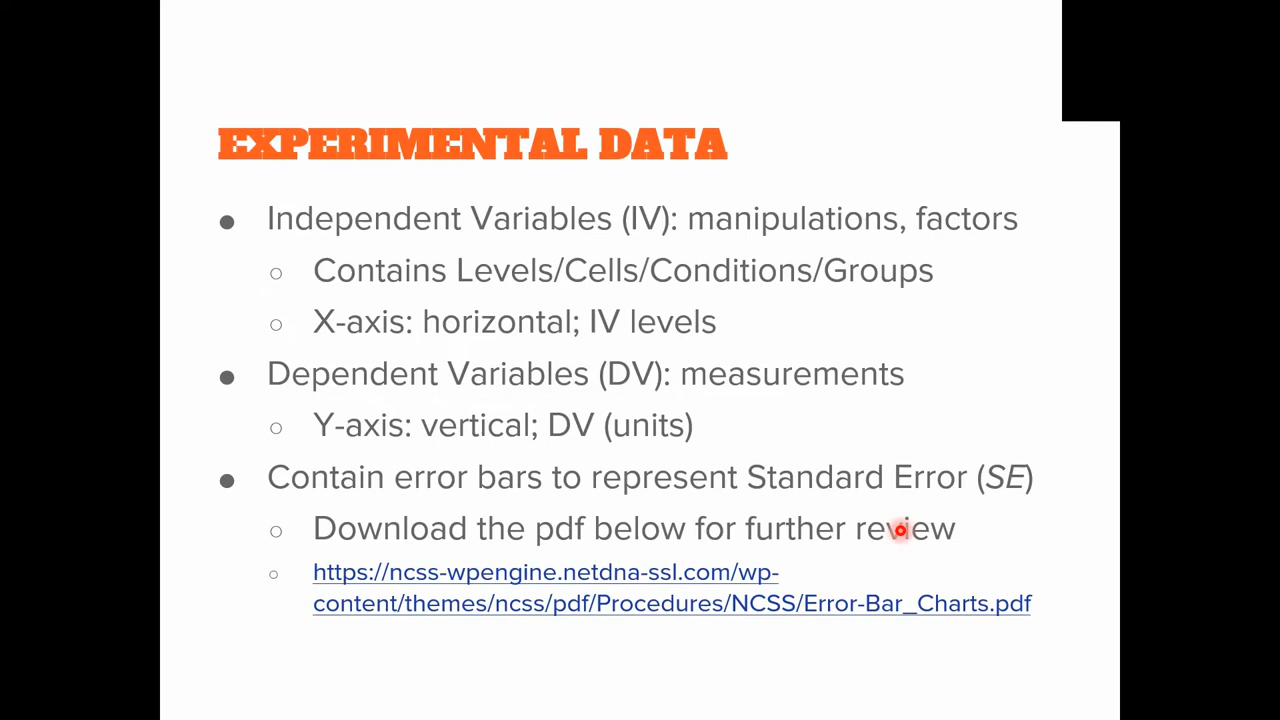 EXPERIMENTAL DATA
● Independent Variables (IV): manipulations, factors
○ Contains Levels/Cells/Conditions/Groups
○ X-axis: horizontal; IV levels
● Dependent Variables (DV): measurements
○ Y-axis: vertical; DV (units)
● Contain error bars to represent Standard Error (SE)
○ Download the pdf below for further review
○ https://ncss-wpengine.netdna-ssl.com/wp-
content/themes/ncss/pdf/Procedures/NCSS/Error-Bar_Charts.pdf